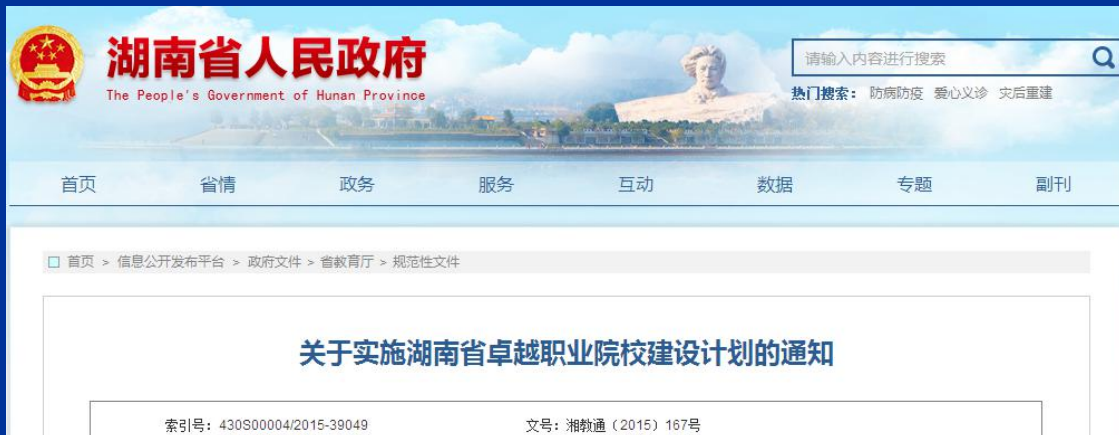 湖南省人民政府
The People's Government of Hunan Province
请输入内容进行搜索
热门搜索： 防病防疫 爱心义诊 灾后重建
首页 省情 政务 服务 互动 数据 专题 副刊
首页 > 信息公开发布平台 > 政府文件 > 省教育厅 > 规范性文件
关于实施湖南省卓越职业院校建设计划的通知
索引号：430S00004/2015-39049 文号：湘教通（2015）167号